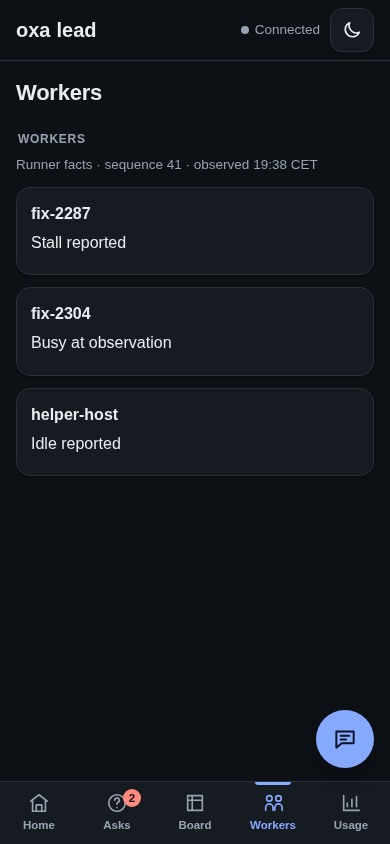 oxa lead
Connected
Workers
WORKERS
Runner facts · sequence 41 · observed 19:38 CET
fix-2287
Stall reported
fix-2304
Busy at observation
helper-host
Idle reported
2
Home
Asks
Board
Workers
Usage